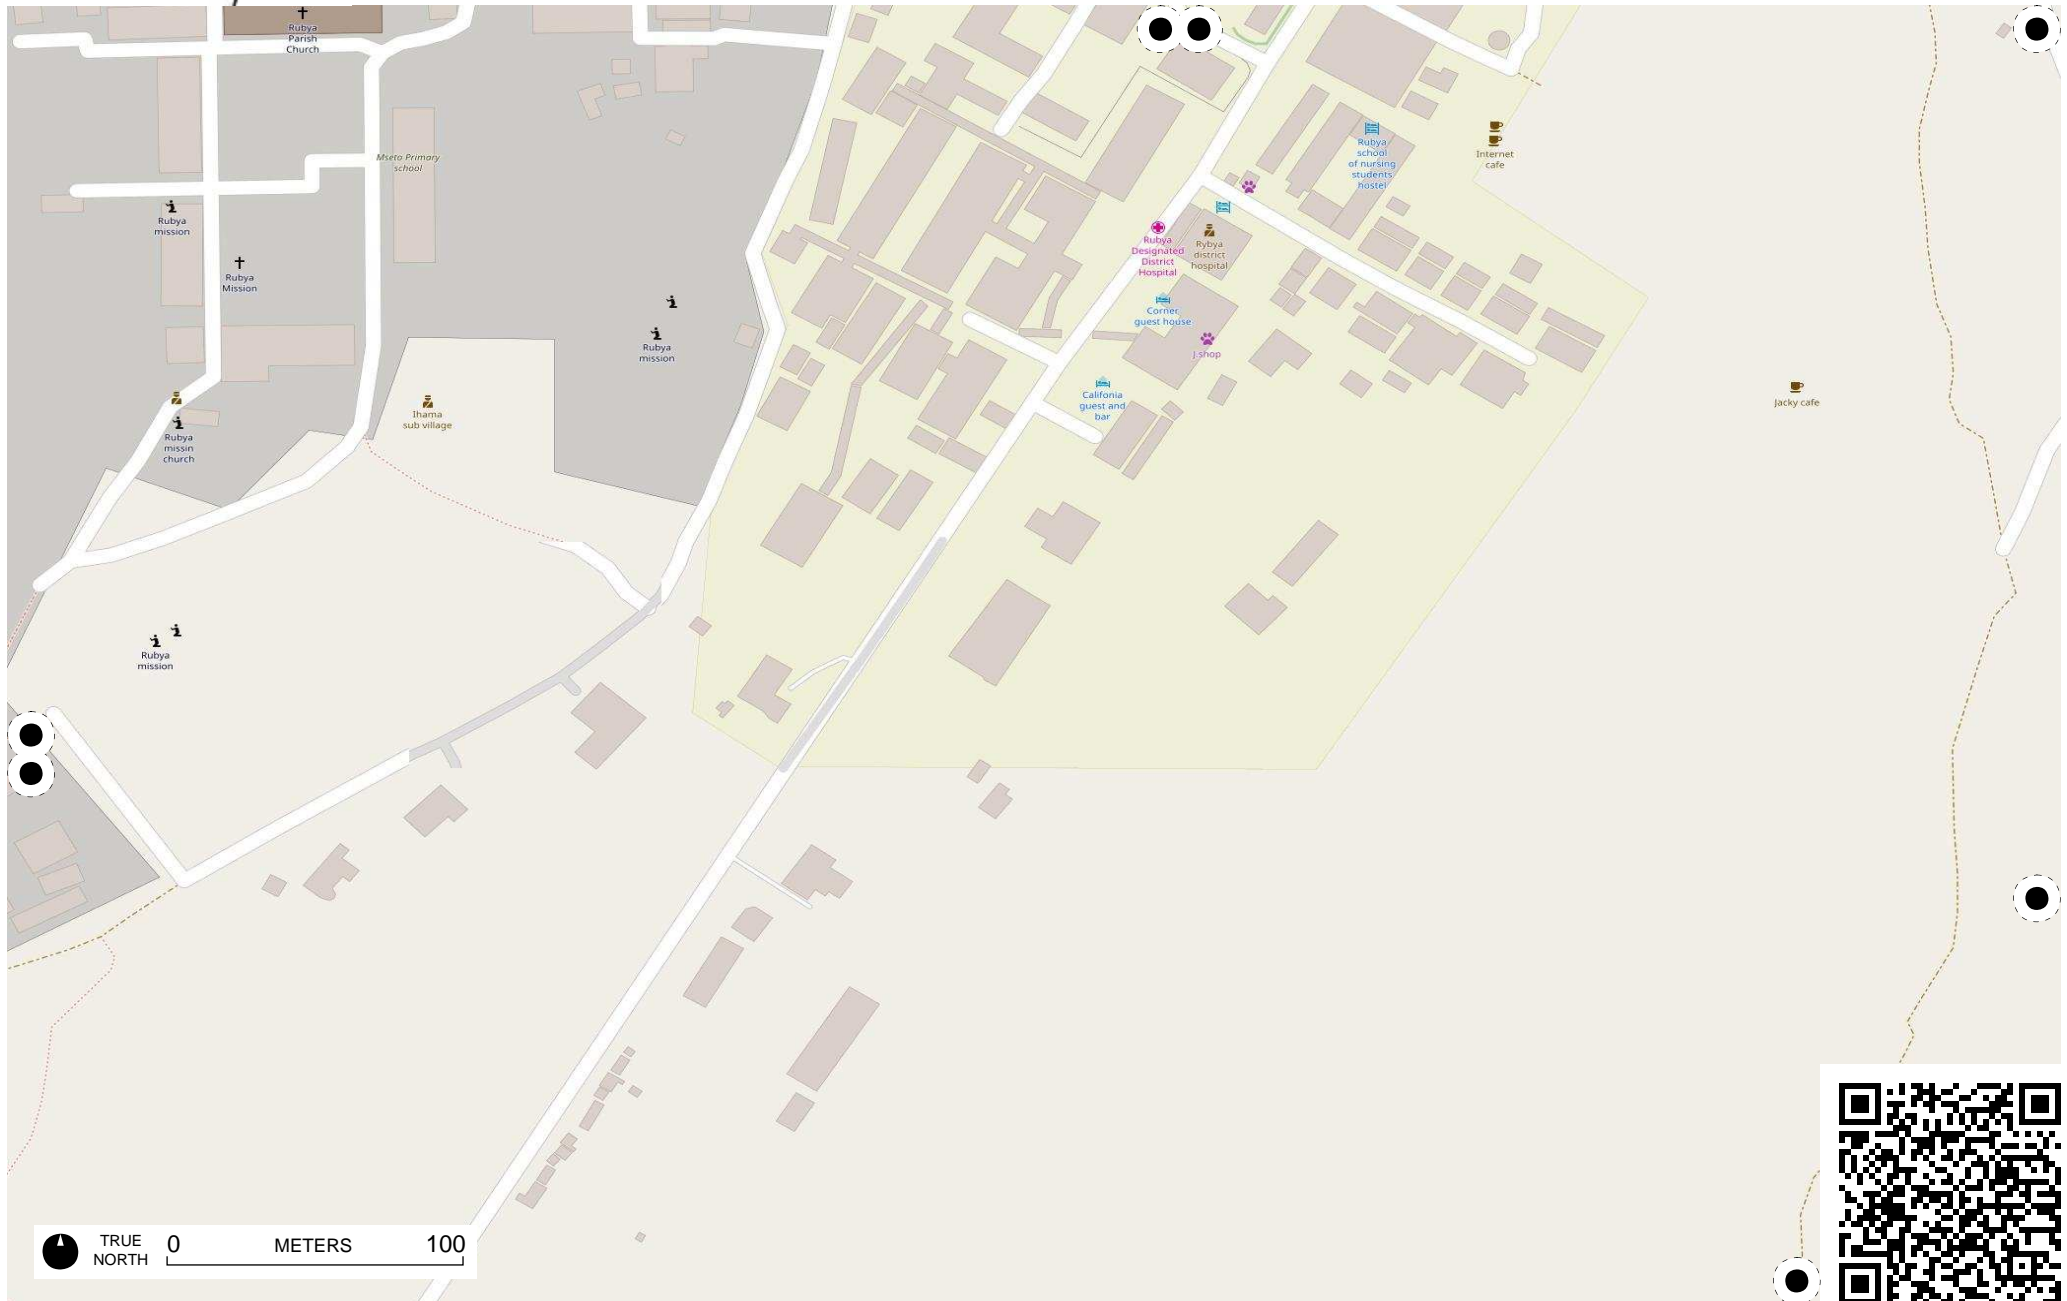 Rubya
Parish
Church
Mseto Primary
school
Rubya
mission
Rubya
Mission
Rubya
mission
Ihama
sub village
Rubya
missin
church
Rubya
mission
Rubya
school
of nursing
students
hostel
Internet
cafe
Rubya
Designated
District
Hospital
Rybya
district
hospital
Corner
guest house
J shop
Califonia
guest and
bar
Jacky cafe
TRUE
NORTH
0 METERS 100